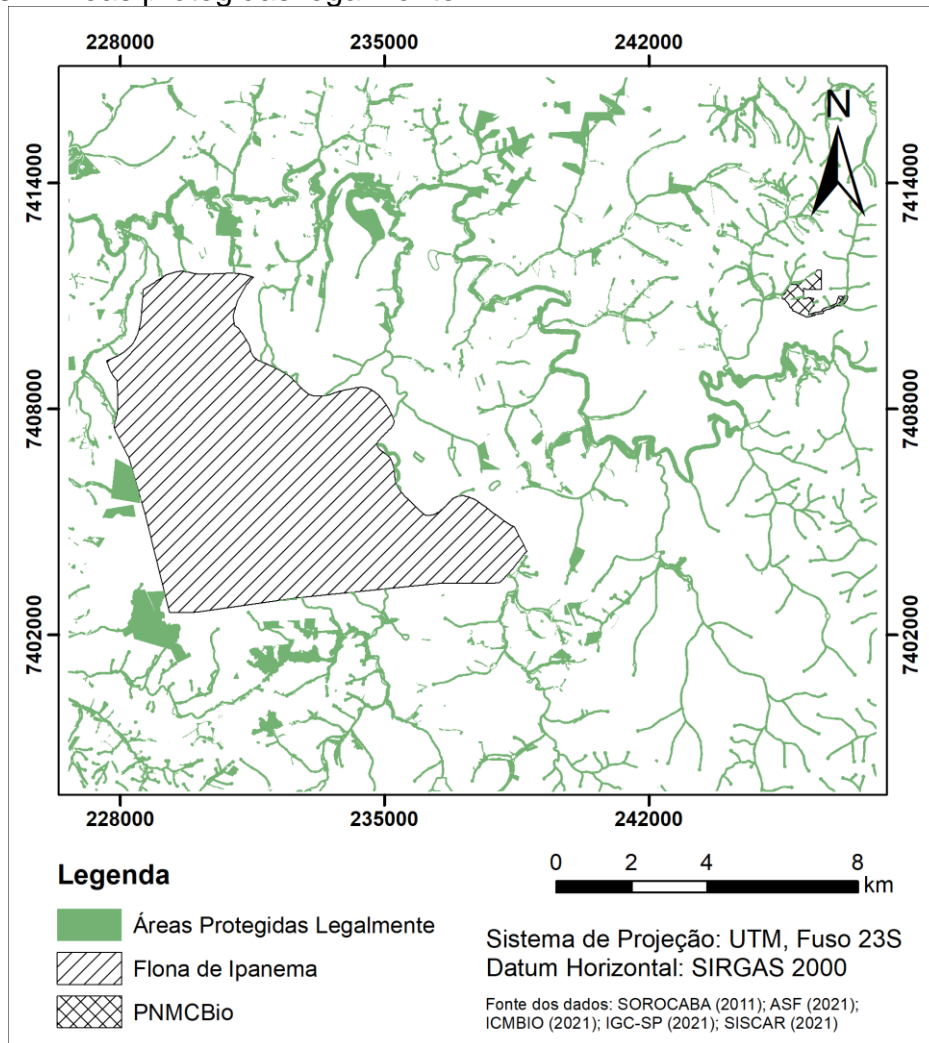 228000 235000 242000
N
7414000 7414000
7408000 7408000
7402000 7402000
228000 235000 242000
Legenda
Áreas Protegidas Legalmente
Flona de Ipanema
PNMCBio
0 2 4 8
km
Sistema de Projeção: UTM, Fuso 23S
Datum Horizontal: SIRGAS 2000
Fonte dos dados: SOROCABA (2011); ASF (2021);
ICMBIO (2021); IGC-SP (2021); SISCAR (2021)